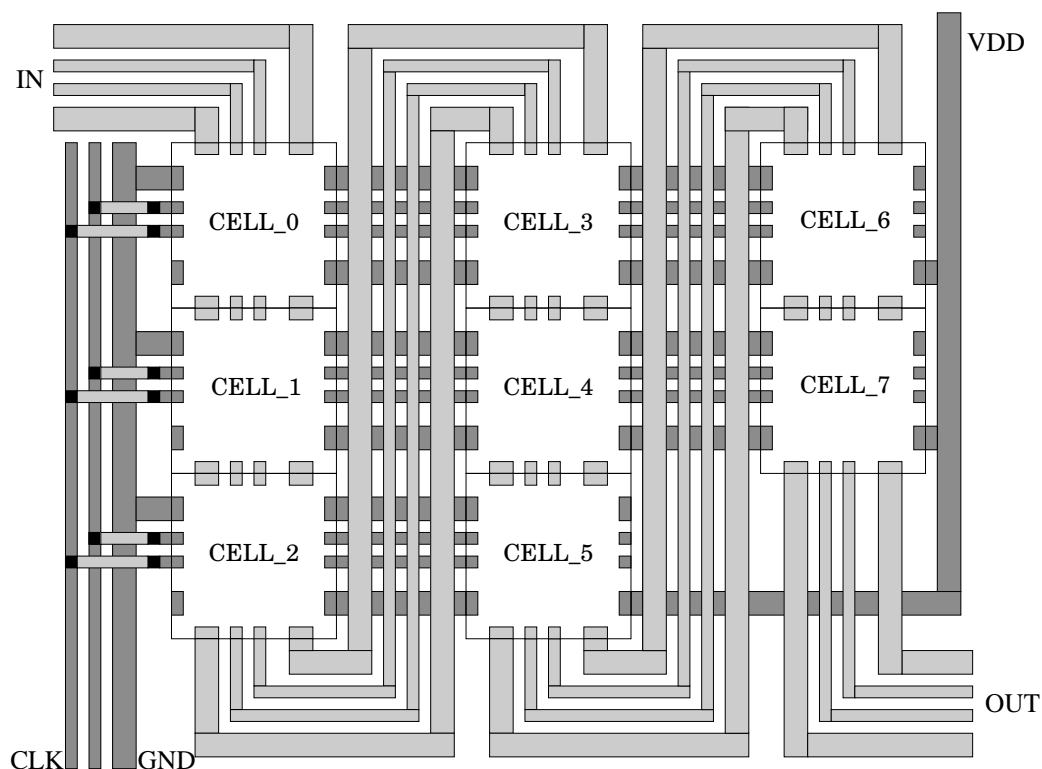 VDD
IN
CELL_0
CELL_3
CELL_6
CELL_1
CELL_4
CELL_7
CELL_2
CELL_5
OUT
CLK
GND